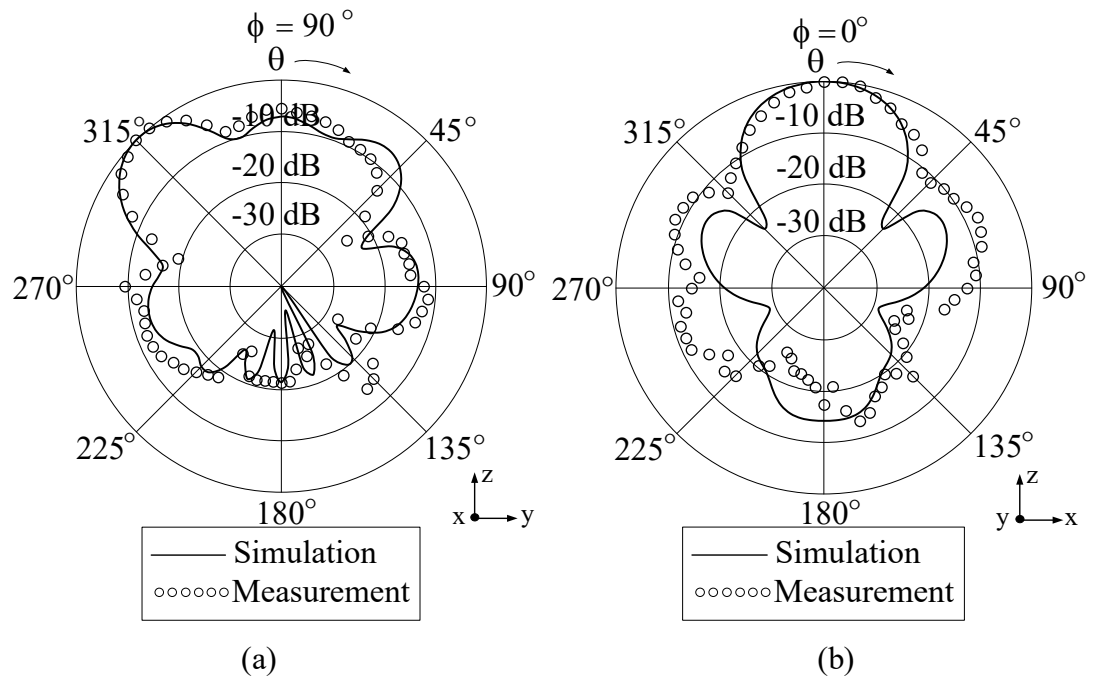 ϕ = 90°
θ
-10 dB
-20 dB
-30 dB
315°
45°
270°
90°
225°
135°
180°
z
x
y
Simulation
Measurement
(a)
ϕ = 0°
θ
-10 dB
-20 dB
-30 dB
315°
45°
270°
90°
225°
135°
180°
z
y
x
Simulation
Measurement
(b)